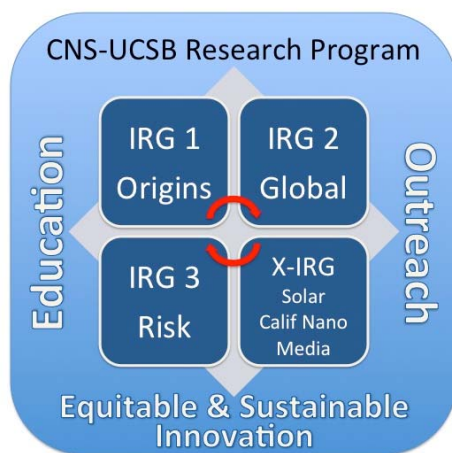 CNS-UCSB Research Program
Education
IRG 1
Origins
IRG 2
Global
Outreach
IRG 3
Risk
X-IRG
Solar
Calif Nano
Media
Equitable & Sustainable
Innovation